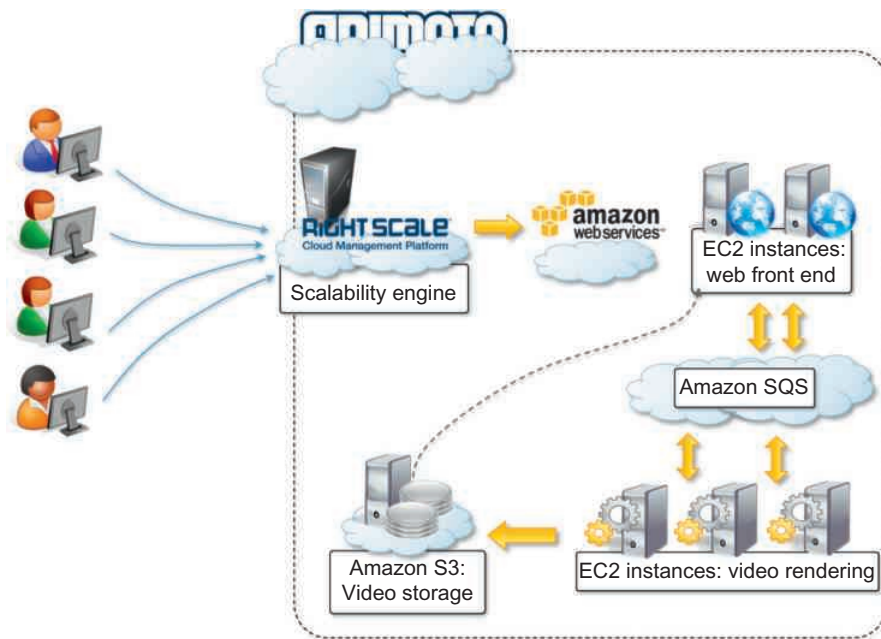 ANIMOTO
RIGHTSCALE
Cloud Management Platform
Scalability engine
amazon
webservices™
EC2 instances:
web front end
Amazon SQS
Amazon S3:
Video storage
EC2 instances: video rendering